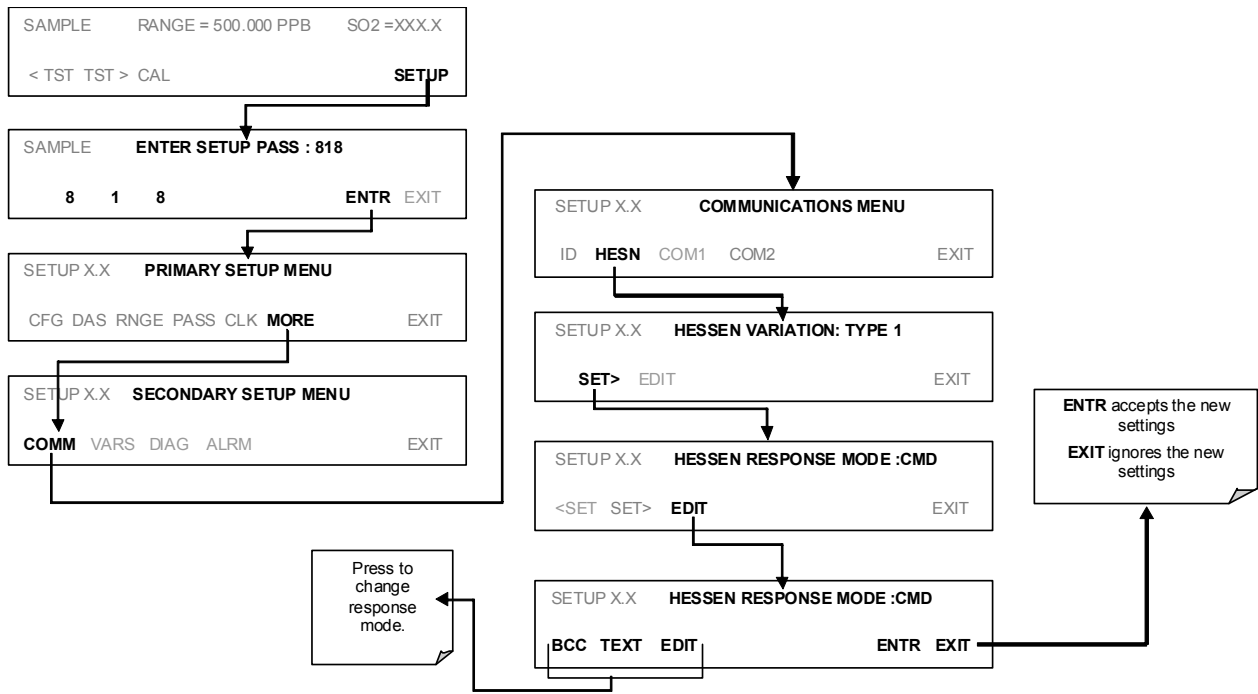 SAMPLE RANGE = 500.000 PPB SO2 =XXX.X
< TST TST > CAL SETUP
SAMPLE ENTER SETUP PASS : 818
8 1 8 ENTR EXIT
SETUP X.X PRIMARY SETUP MENU
CFG DAS RNGE PASS CLK MORE EXIT
SETUP X.X SECONDARY SETUP MENU
COMM VARS DIAG ALRM EXIT
SETUP X.X COMMUNICATIONS MENU
ID HESN COM1 COM2 EXIT
SETUP X.X HESSEN VARIATION: TYPE 1
SET> EDIT EXIT
SETUP X.X HESSEN RESPONSE MODE :CMD
<SET SET> EDIT EXIT
SETUP X.X HESSEN RESPONSE MODE :CMD
BCC TEXT EDIT ENTR EXIT
Press to
change
response
mode.
ENTR accepts the new
settings
EXIT ignores the new
settings